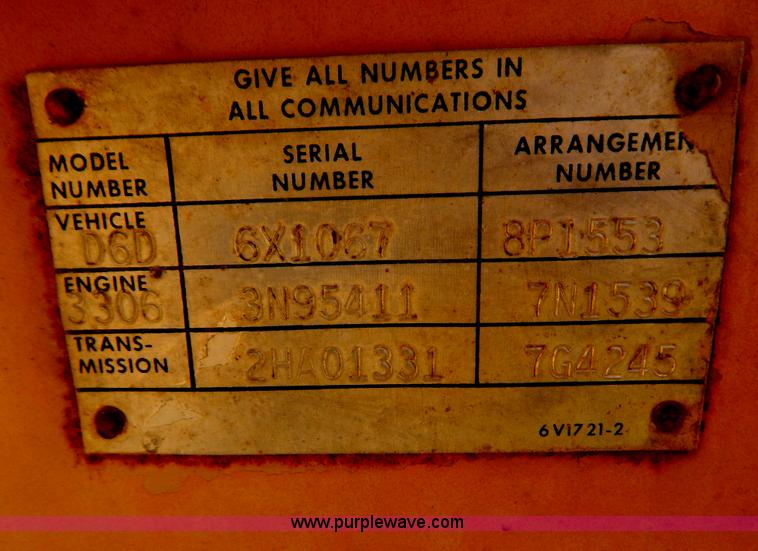 GIVE ALL NUMBERS IN
ALL COMMUNICATIONS
MODEL NUMBER SERIAL NUMBER ARRANGEMEN NUMBER
VEHICLE D6D 6X1067 8P1553
ENGINE 3306 3N95411 7N1539
TRANS-MISSION 2HA01331 7G4245
6V1721-2
www.purplewave.com